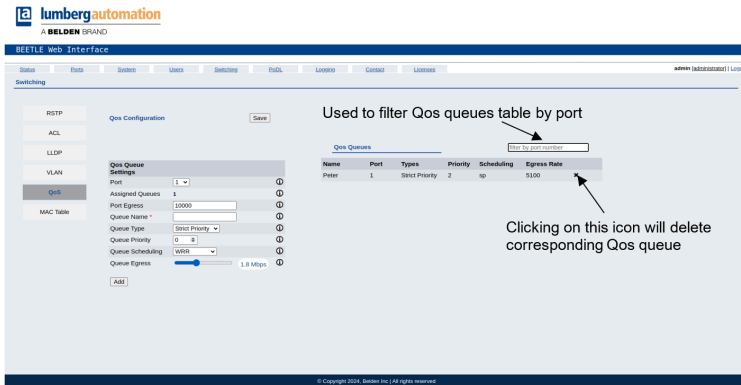 lumbergautomation
A BELDEN BRAND
BEETLE Web Interface
Status Ports System Users Switching PoDL Logging Contact Licenses admin [administrator] | Logo
Switching
RSTP
ACL
LLDP
VLAN
QoS
MAC Table
Qos Configuration Save
Qos Queue
Settings
Port 1
Assigned Queues 1
Port Egress 10000
Queue Name *
Queue Type Strict Priority
Queue Priority 0
Queue Scheduling WRR
Queue Egress 1.8 Mbps
Add
Used to filter Qos queues table by port
Qos Queues filter by port number
Name Port Types Priority Scheduling Egress Rate
Peter 1 Strict Priority 2 sp 5100 ×
Clicking on this icon will delete
corresponding Qos queue
© Copyright 2024, Belden Inc | All rights reserved